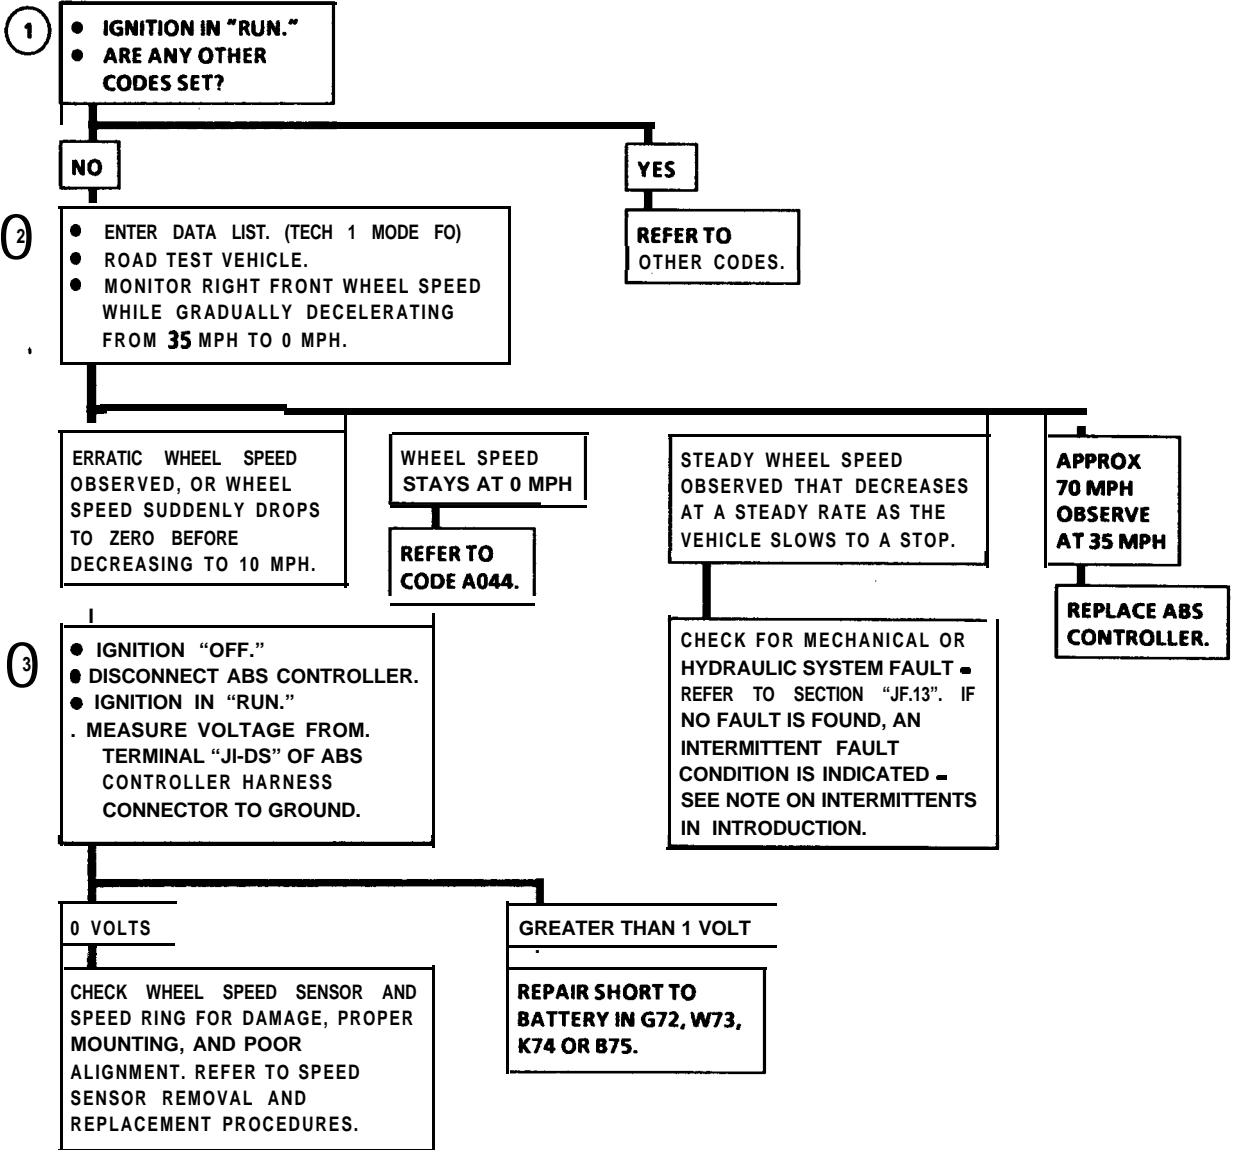 1
● IGNITION IN "RUN."
● ARE ANY OTHER
CODES SET?
NO
YES
REFER TO
OTHER CODES.
2
● ENTER DATA LIST. (TECH 1 MODE FO)
● ROAD TEST VEHICLE.
● MONITOR RIGHT FRONT WHEEL SPEED
WHILE GRADUALLY DECELERATING
FROM 35 MPH TO 0 MPH.
ERRATIC WHEEL SPEED
OBSERVED, OR WHEEL
SPEED SUDDENLY DROPS
TO ZERO BEFORE
DECREASING TO 10 MPH.
WHEEL SPEED
STAYS AT 0 MPH
REFER TO
CODE A044.
STEADY WHEEL SPEED
OBSERVED THAT DECREASES
AT A STEADY RATE AS THE
VEHICLE SLOWS TO A STOP.
CHECK FOR MECHANICAL OR
HYDRAULIC SYSTEM FAULT –
REFER TO SECTION "JF.13". IF
NO FAULT IS FOUND, AN
INTERMITTENT FAULT
CONDITION IS INDICATED –
SEE NOTE ON INTERMITTENTS
IN INTRODUCTION.
APPROX
70 MPH
OBSERVE
AT 35 MPH
REPLACE ABS
CONTROLLER.
3
● IGNITION "OFF."
● DISCONNECT ABS CONTROLLER.
● IGNITION IN "RUN."
. MEASURE VOLTAGE FROM.
TERMINAL "JI-DS" OF ABS
CONTROLLER HARNESS
CONNECTOR TO GROUND.
0 VOLTS
CHECK WHEEL SPEED SENSOR AND
SPEED RING FOR DAMAGE, PROPER
MOUNTING, AND POOR
ALIGNMENT. REFER TO SPEED
SENSOR REMOVAL AND
REPLACEMENT PROCEDURES.
GREATER THAN 1 VOLT
REPAIR SHORT TO
BATTERY IN G72, W73,
K74 OR B75.